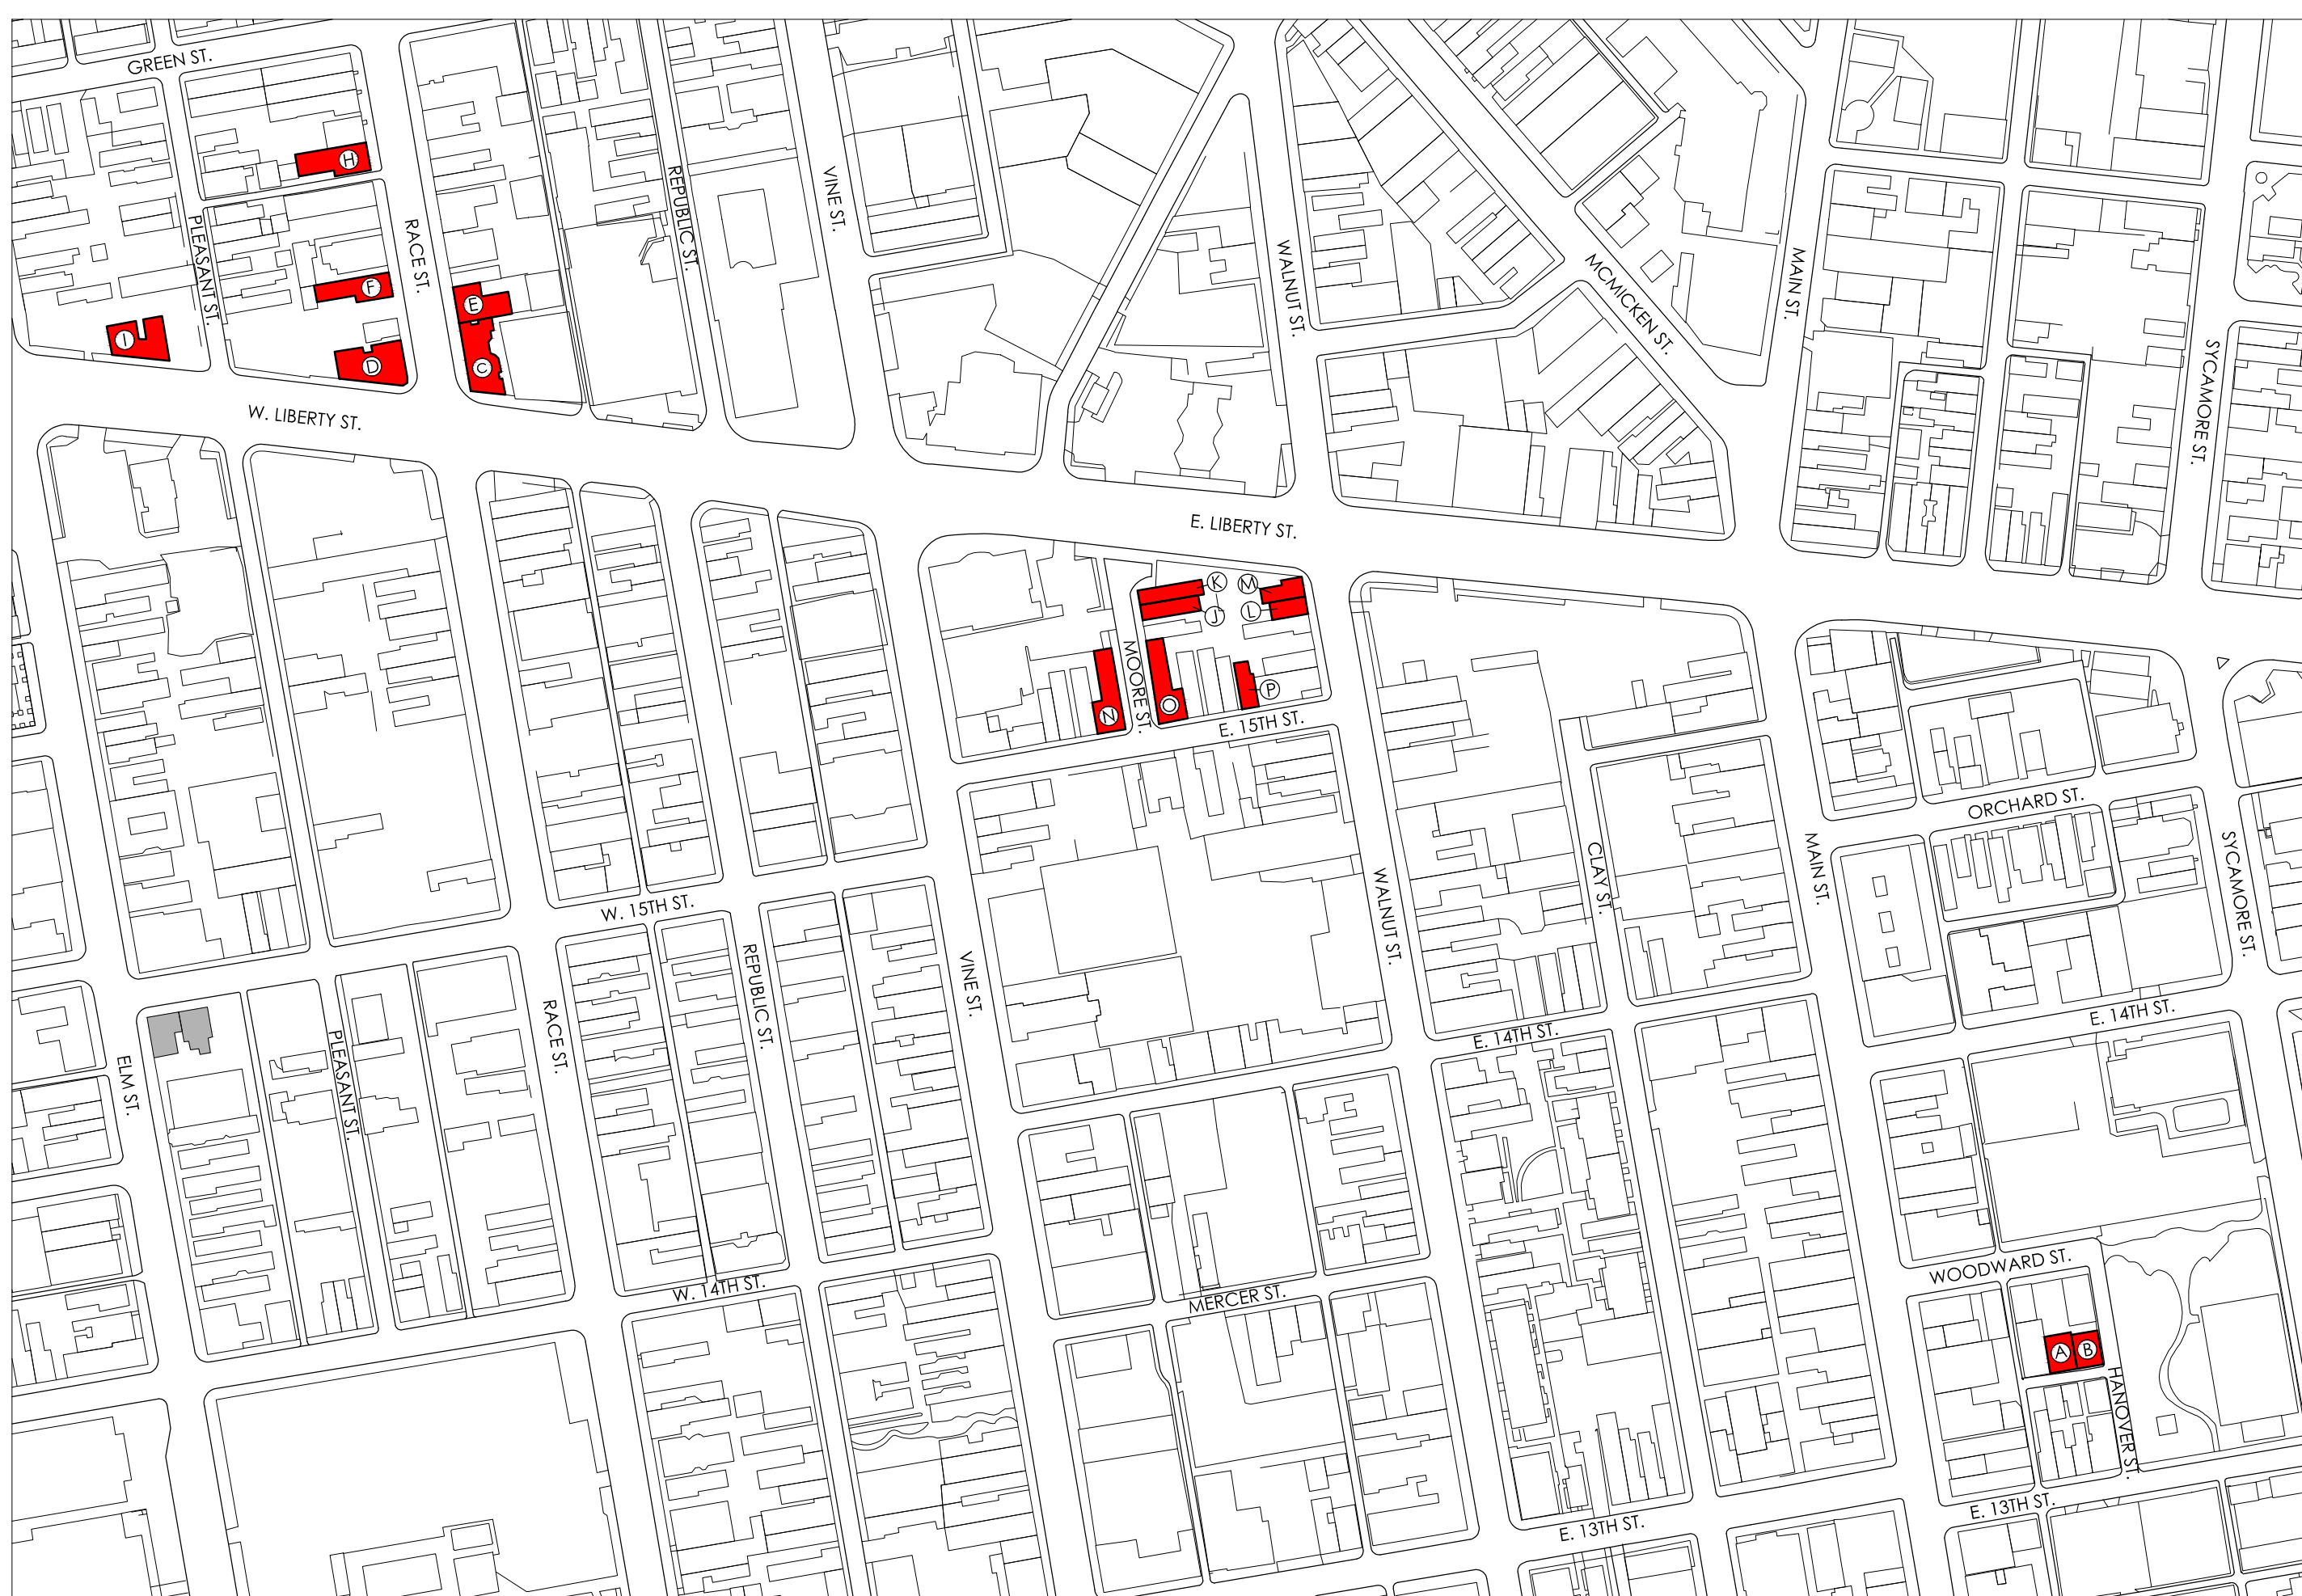 GREEN ST.
H
PLEASANT ST.
RACE ST.
REPUBLIC ST.
VINE ST.
WALNUT ST.
MCMICKEN ST.
MAIN ST.
F
E
I
D
C
SYCAMORE ST.
W. LIBERTY ST.
E. LIBERTY ST.
K
M
J
L
MOORE ST.
P
O
N
E. 15TH ST.
ORCHARD ST.
W. 15TH ST.
CLAY ST.
MAIN ST.
SYCAMORE ST.
WALNUT ST.
VINE ST.
REPUBLIC ST.
RACE ST.
E. 14TH ST.
E. 14TH ST.
PLEASANT ST.
ELM ST.
WOODWARD ST.
W. 14TH ST.
MERCER ST.
A
B
HANOVER ST.
E. 13TH ST.
E. 13TH ST.